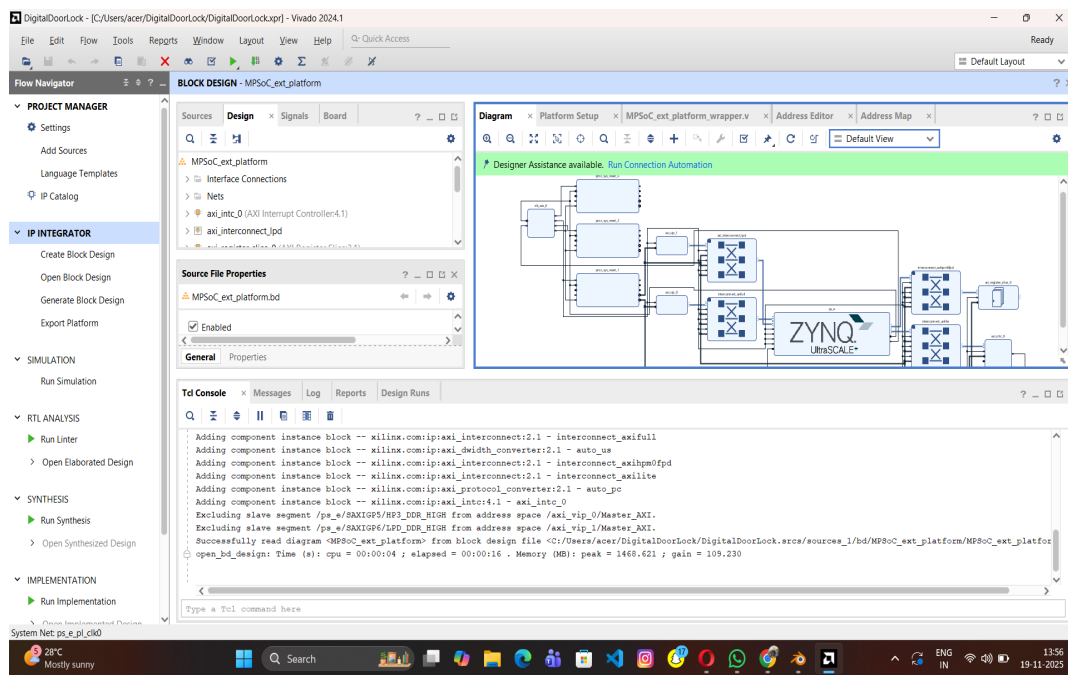 DigitalDoorLock - [C:/Users/acer/DigitalDoorLock/DigitalDoorLock.xpr] - Vivado 2024.1
File Edit Flow Tools Reports Window Layout View Help Q- Quick Access
Ready
Default Layout
Flow Navigator
BLOCK DESIGN - MPSoC_ext_platform
PROJECT MANAGER
Settings
Add Sources
Language Templates
IP Catalog
IP INTEGRATOR
Create Block Design
Open Block Design
Generate Block Design
Export Platform
SIMULATION
Run Simulation
RTL ANALYSIS
Run Linter
Open Elaborated Design
SYNTHESIS
Run Synthesis
Open Synthesized Design
IMPLEMENTATION
Run Implementation
Open Implemented Design
Sources Design Signals Board
MPSoC_ext_platform
Interface Connections
Nets
axi_intc_0 (AXI Interrupt Controller:4.1)
axi_interconnect_lpd
axi_register_slice_0 (AXI Register Slice:2.1)
Source File Properties
MPSoC_ext_platform.bd
Enabled
General Properties
Diagram Platform Setup MPSoC_ext_platform_wrapper.v Address Editor Address Map
Default View
Designer Assistance available. Run Connection Automation
ZYNQ
UltraSCALE+
Tcl Console Messages Log Reports Design Runs
Adding component instance block -- xilinx.com:ip:axi_interconnect:2.1 - interconnect_axifull
Adding component instance block -- xilinx.com:ip:axi_dwidth_converter:2.1 - auto_us
Adding component instance block -- xilinx.com:ip:axi_interconnect:2.1 - interconnect_axihpm0fpd
Adding component instance block -- xilinx.com:ip:axi_interconnect:2.1 - interconnect_axilite
Adding component instance block -- xilinx.com:ip:axi_protocol_converter:2.1 - auto_pc
Adding component instance block -- xilinx.com:ip:axi_intc:4.1 - axi_intc_0
Excluding slave segment /ps_e/SAXIGP5/HP3_DDR_HIGH from address space /axi_vip_0/Master_AXI.
Excluding slave segment /ps_e/SAXIGP6/LPD_DDR_HIGH from address space /axi_vip_1/Master_AXI.
Successfully read diagram <MPSoC_ext_platform> from block design file <C:/Users/acer/DigitalDoorLock/DigitalDoorLock.srcs/sources_1/bd/MPSoC_ext_platform/MPSoC_ext_platfor
open_bd_design: Time (s): cpu = 00:00:04 ; elapsed = 00:00:16 . Memory (MB): peak = 1468.621 ; gain = 109.230
Type a Tcl command here
System Net: ps_e_pl_clk0
5
28°C
Mostly sunny
Search
17
ENG
IN
13:56
19-11-2025